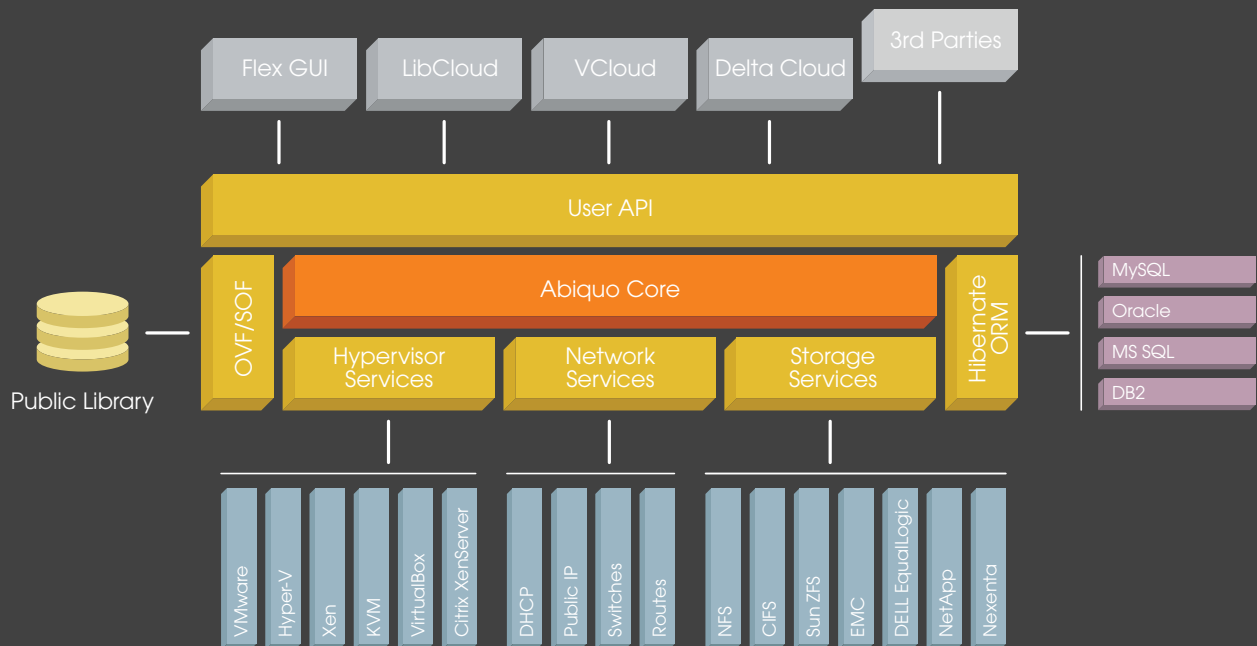 Flex GUI
LibCloud
VCloud
Delta Cloud
3rd Parties
User API
OVF/SOF
Abiquo Core
Hibernate
ORM
Hypervisor
Services
Network
Services
Storage
Services
Public Library
MySQL
Oracle
MS SQL
DB2
VMware
Hyper-V
Xen
KVM
VirtualBox
Citrix XenServer
DHCP
Public IP
Switches
Routes
NFS
CIFS
Sun ZFS
EMC
DELL EqualLogic
NetApp
Nexenta